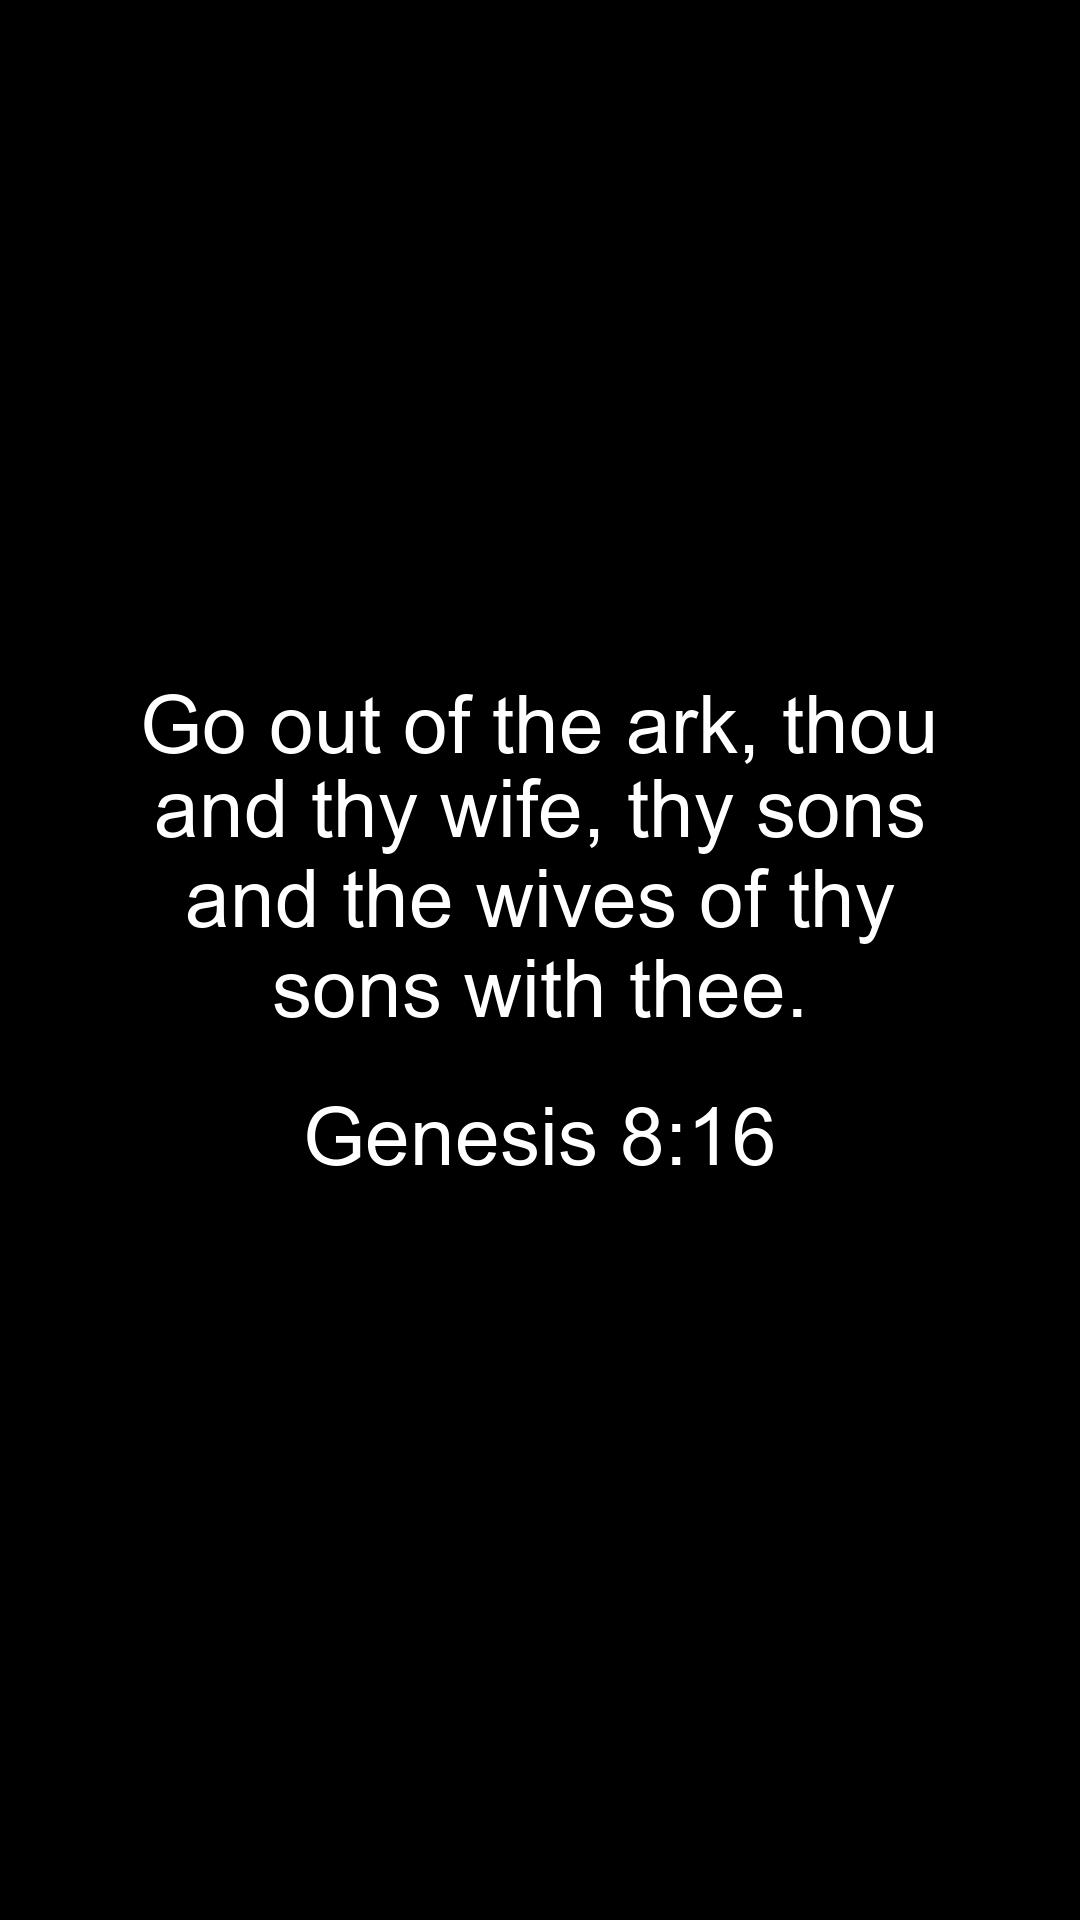 Go out of the ark, thou
and thy wife, thy sons
and the wives of thy
sons with thee.
Genesis 8:16